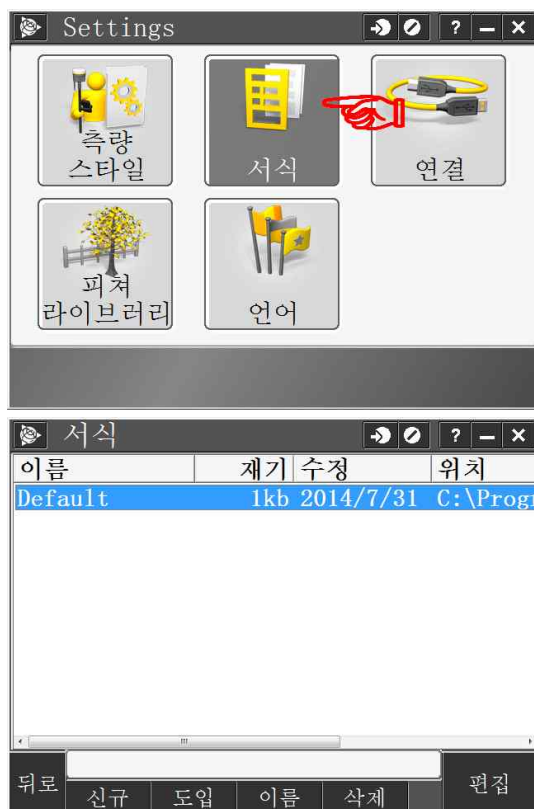 Settings
? – ×
측량
스타일
서식
연결
피쳐
라이브러리
언어
서식
? – ×
이름 재기 수정 위치
Default 1kb 2014/7/31 C:\Progr
뒤로
신규 도입 이름 삭제
편집